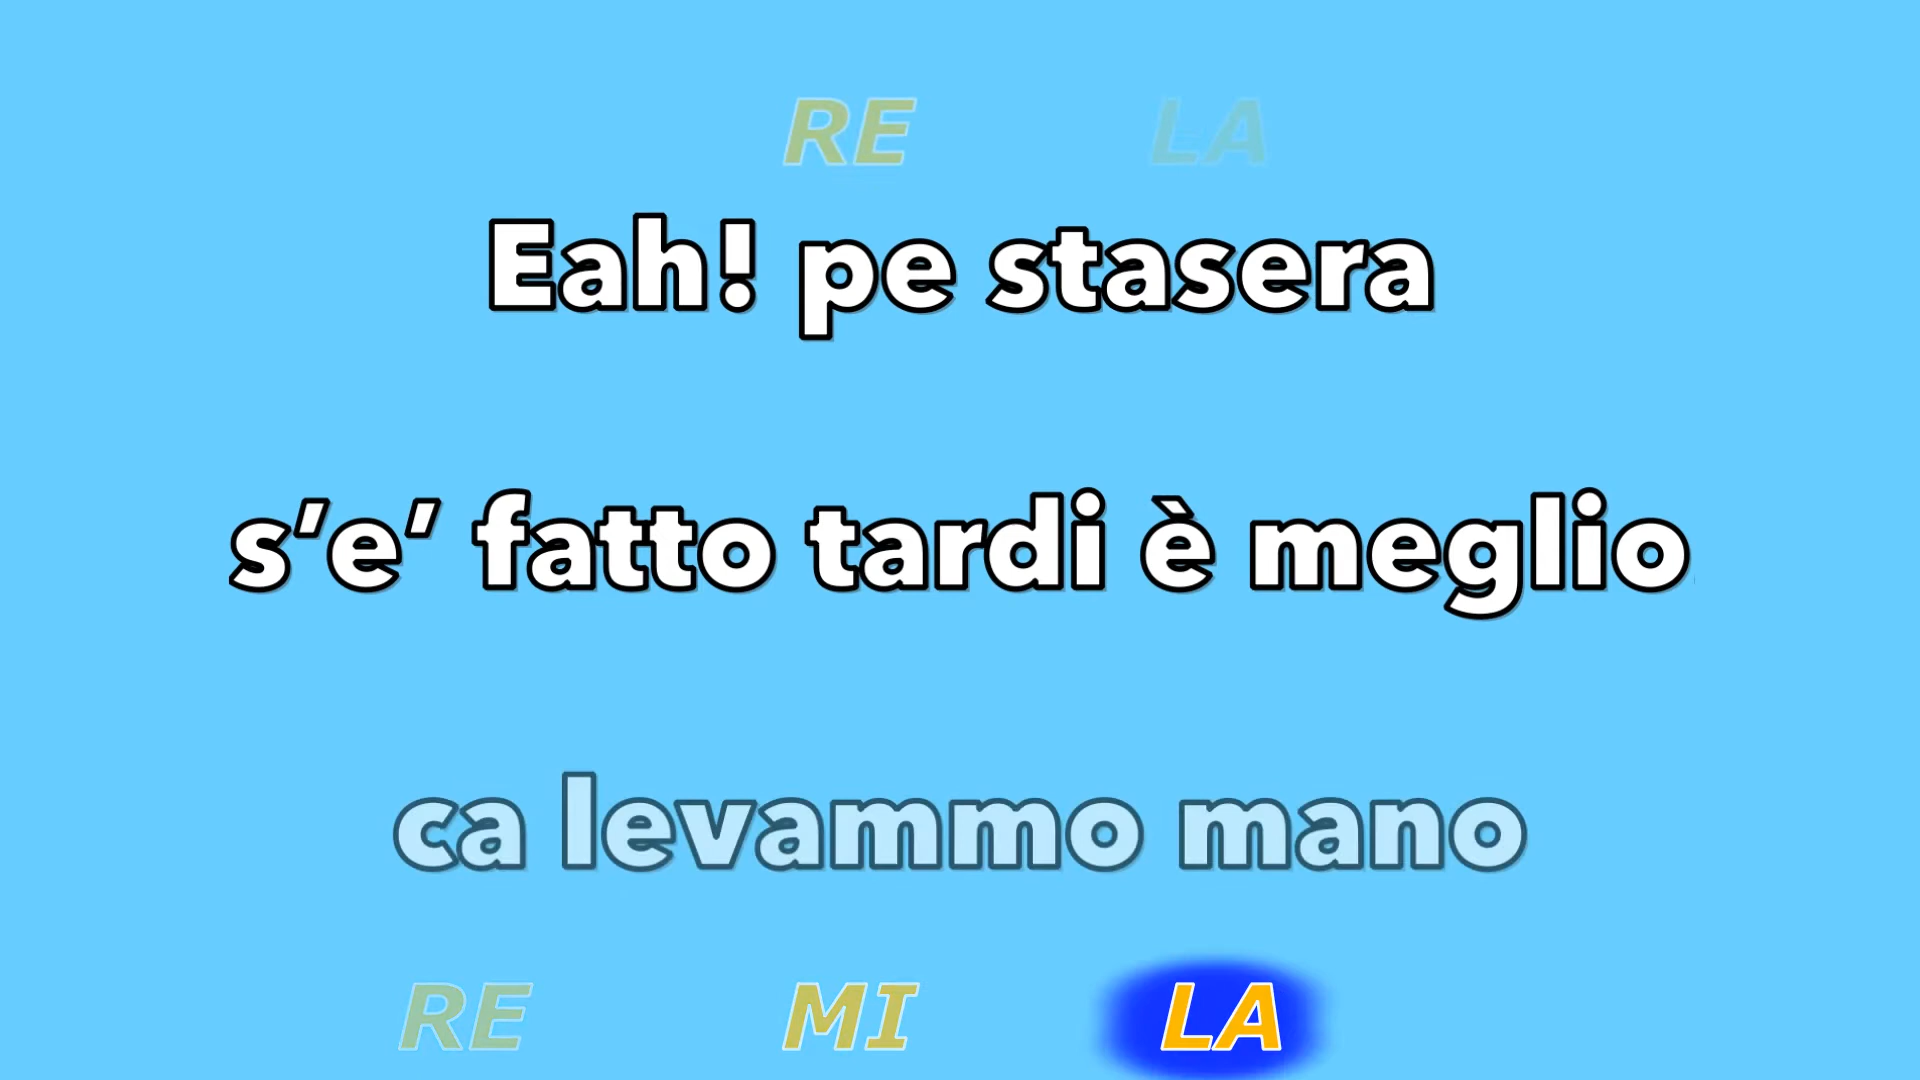 RE LA
Eah! pe stasera
s’e’ fatto tardi è meglio
ca levammo mano
RE MI LA